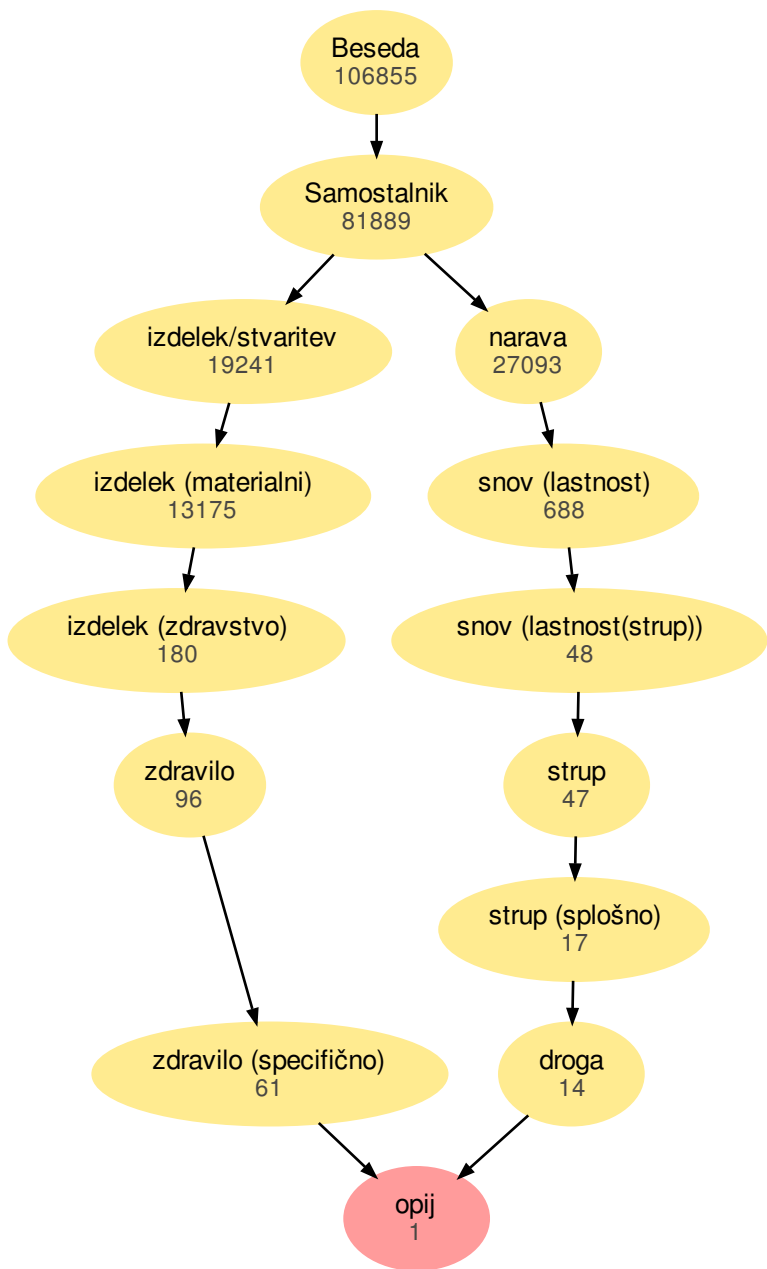 Beseda
106855
Samostalnik
81889
izdelek/stvaritev
19241
narava
27093
izdelek (materialni)
13175
snov (lastnost)
688
izdelek (zdravstvo)
180
snov (lastnost(strup))
48
zdravilo
96
strup
47
strup (splošno)
17
zdravilo (specifično)
61
droga
14
opij
1